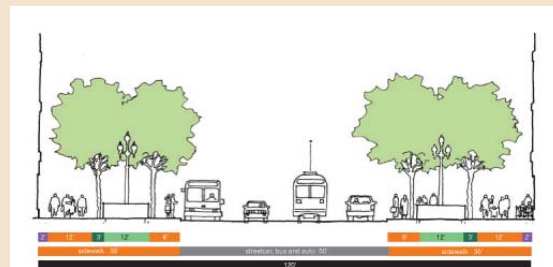 2' 12' 3' 12' 6' 6' 12' 3' 12' 2'
sidewalk 35' streetcar, bus and auto 50' sidewalk 35'
120'